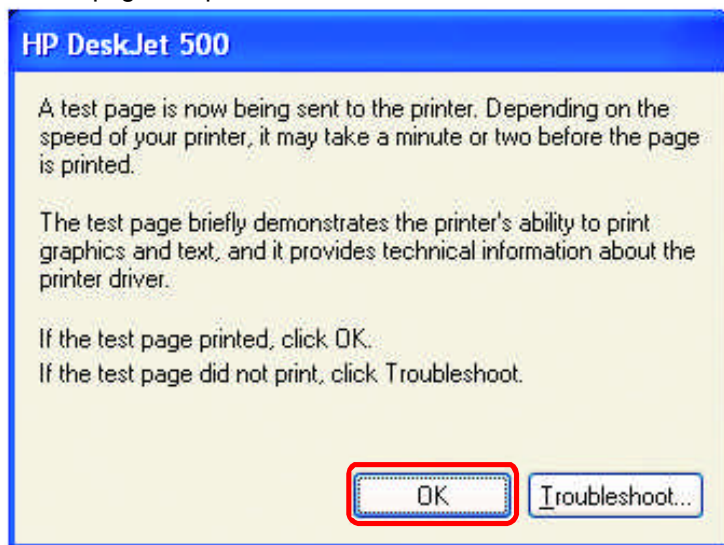 HP DeskJet 500
A test page is now being sent to the printer. Depending on the
speed of your printer, it may take a minute or two before the page
is printed.
The test page briefly demonstrates the printer's ability to print
graphics and text, and it provides technical information about the
printer driver.
If the test page printed, click OK.
If the test page did not print, click Troubleshoot.
OK
Troubleshoot...